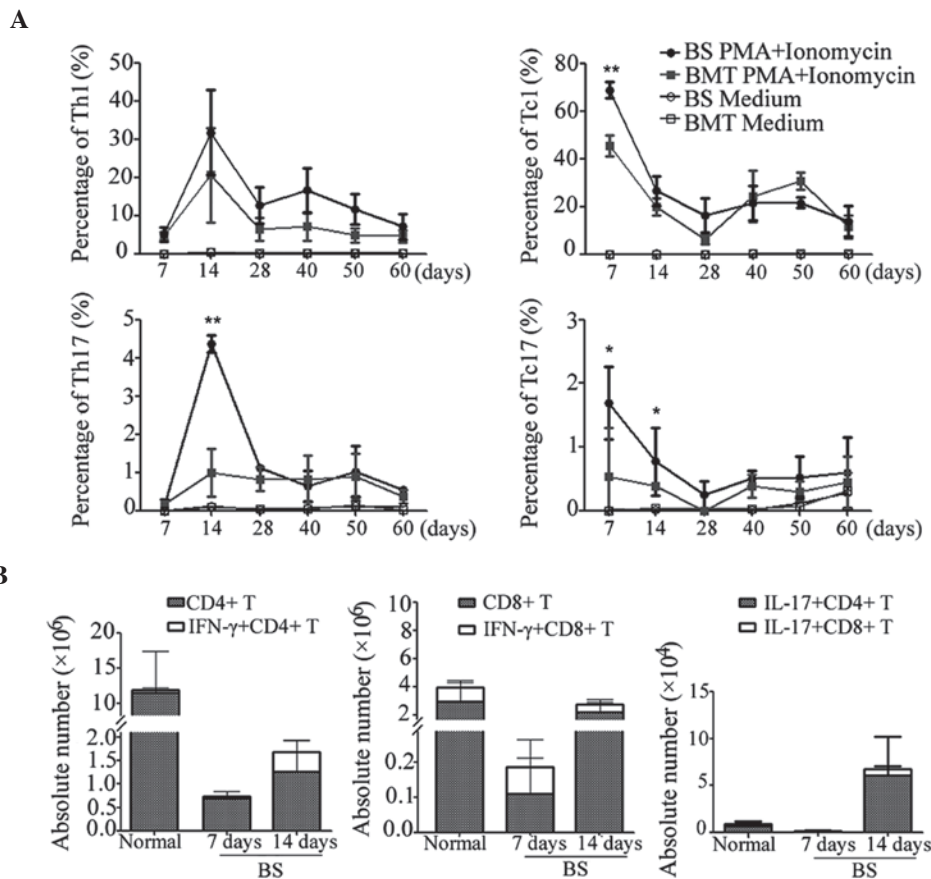 A
Percentage of Th1 (%)
50
40
30
20
10
0
7 14 28 40 50 60 (days)
Percentage of Tc1 (%)
80
60
40
20
0
**
7 14 28 40 50 60 (days)
BS PMA+Ionomycin
BMT PMA+Ionomycin
BS Medium
BMT Medium
Percentage of Th17 (%)
5
4
2
1
0
**
7 14 28 40 50 60 (days)
Percentage of Tc17 (%)
3
2
1
0
*
*
7 14 28 40 50 60 (days)
B
CD4+ T
IFN-γ+CD4+ T
Absolute number (×10⁶)
20
15
10
2.0
1.5
1.0
0.5
0.0
Normal 7 days 14 days
BS
CD8+ T
IFN-γ+CD8+ T
Absolute number (×10⁶)
10
8
6
4
2
0.2
0.1
0.0
Normal 7 days 14 days
BS
IL-17+CD4+ T
IL-17+CD8+ T
Absolute number (×10⁴)
15
10
5
0
Normal 7 days 14 days
BS